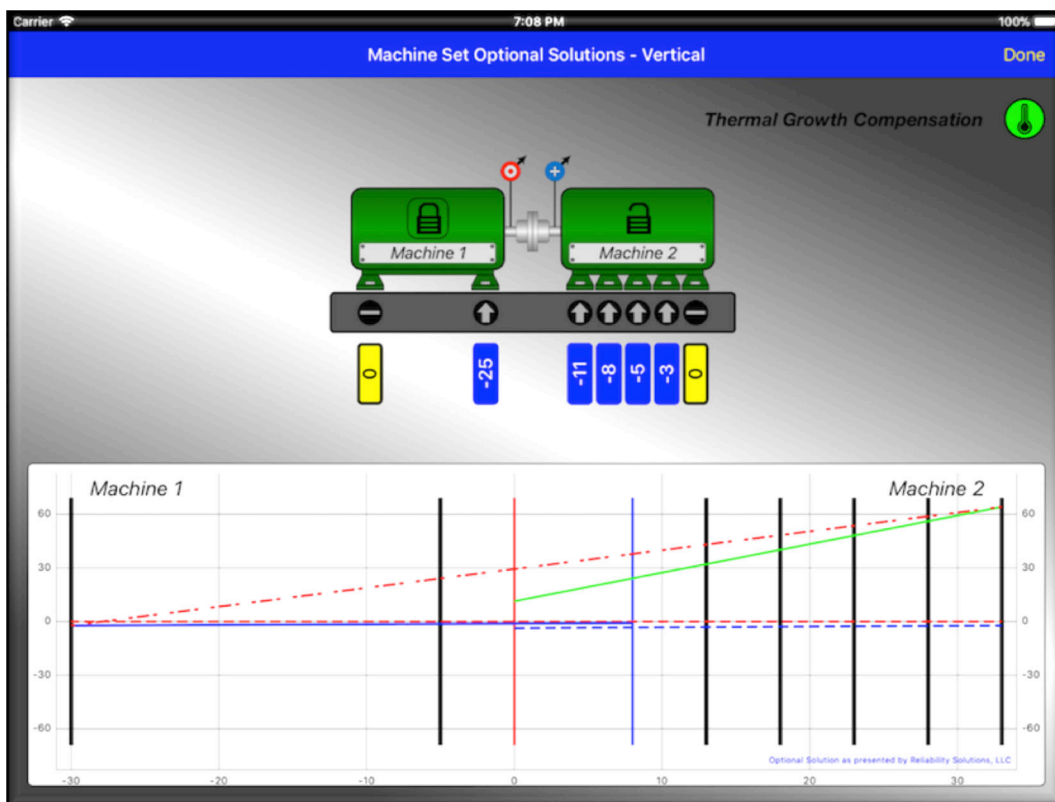 Carrier 7:08 PM 100%
Machine Set Optional Solutions - Vertical Done
Thermal Growth Compensation
Machine 1 Machine 2
0 -25 -11 -8 -5 -3 0
Machine 1 Machine 2
60 60
30 30
0 0
-30 -30
-60 -60
Optional Solution as presented by Reliability Solutions, LLC
-30 -20 -10 0 10 20 30